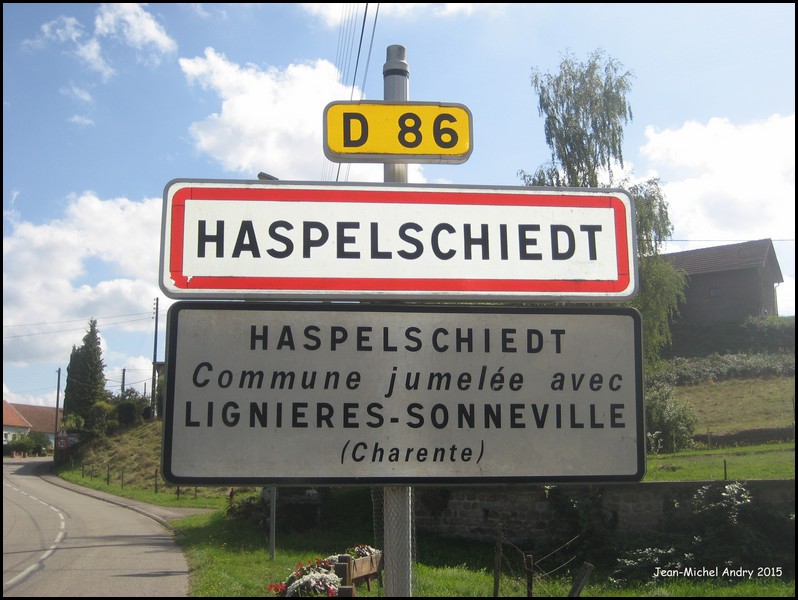 D 86
HASPELSCHIEDT
HASPELSCHIEDT
Commune jumelée avec
LIGNIERES-SONNEVILLE
(Charente)
Jean-Michel Andry 2015